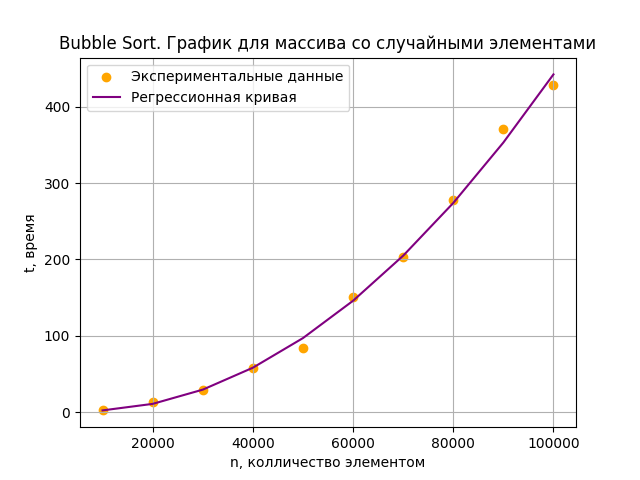 Bubble Sort. График для массива со случайными элементами
Экспериментальные данные
Регрессионная кривая
t, время
400
300
200
100
0
20000
40000
60000
80000
100000
n, колличество элементом